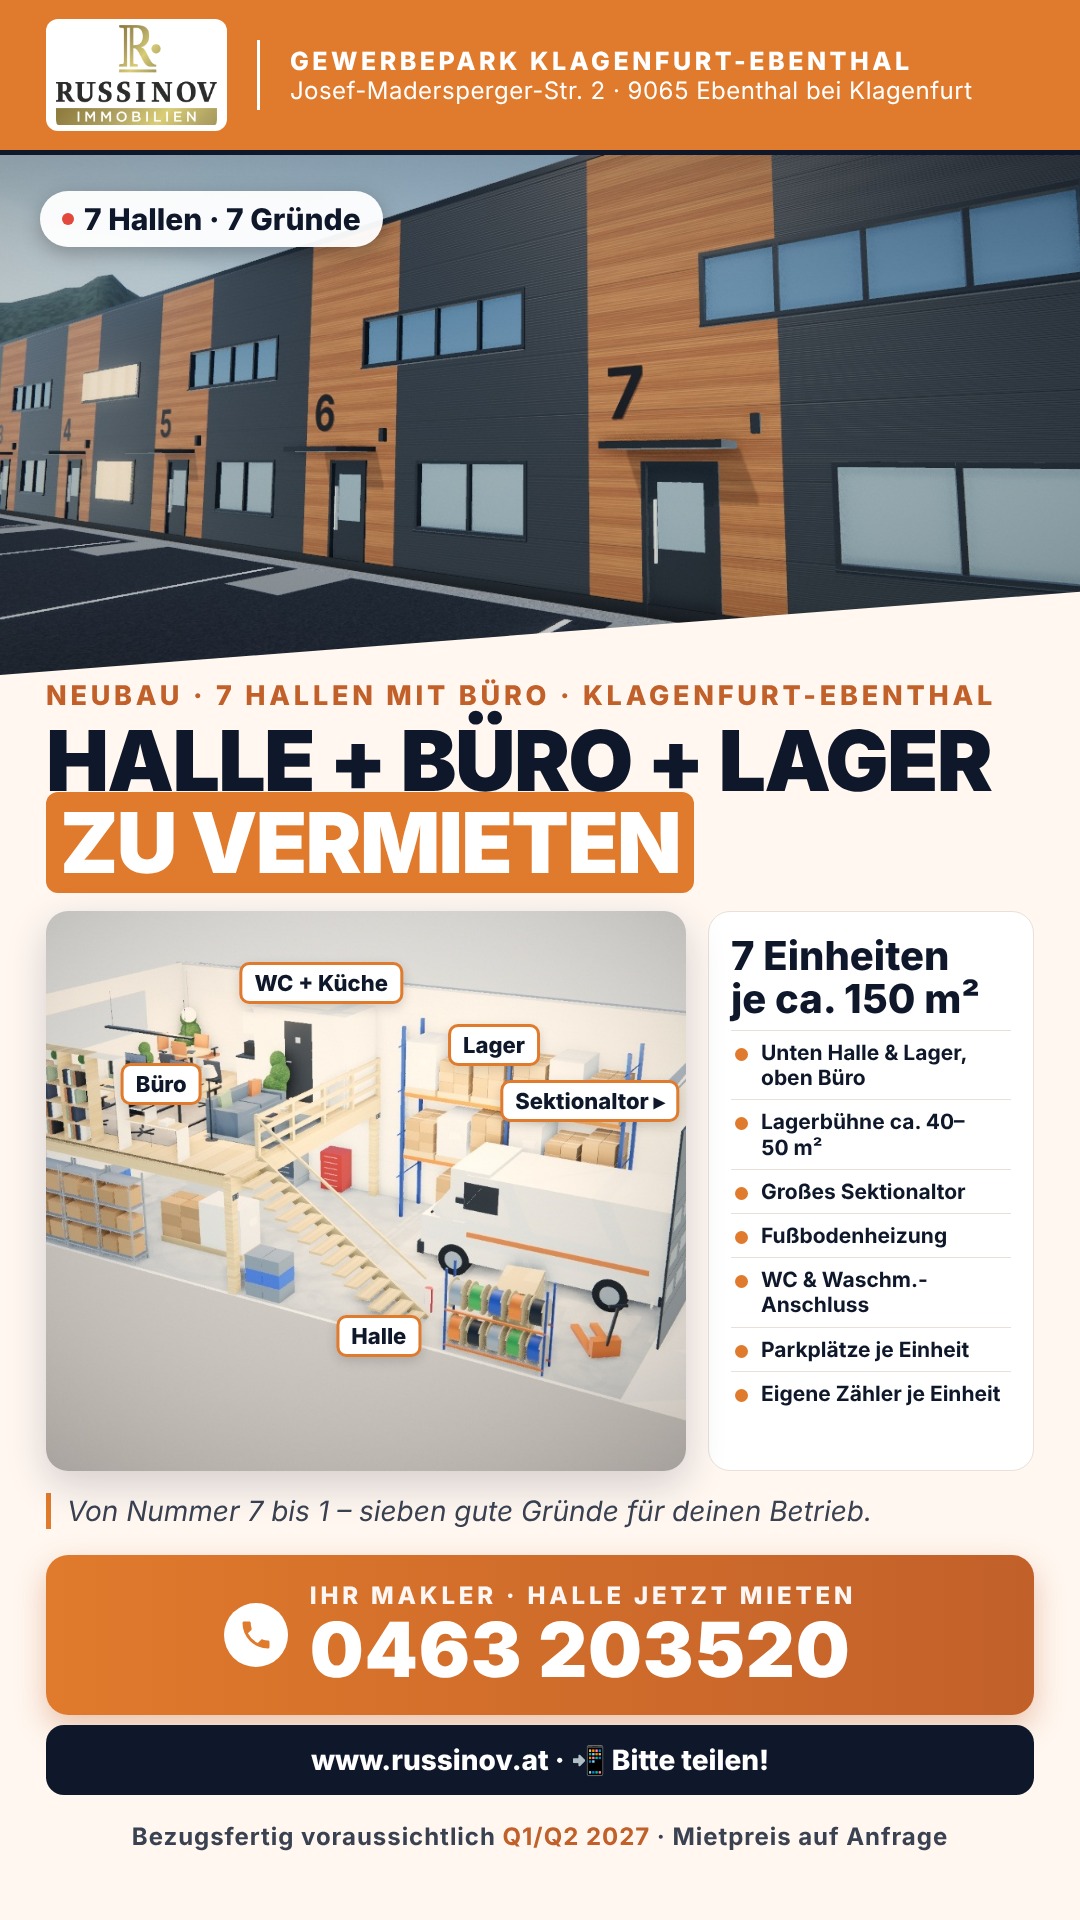 R.
RUSSINOV
IMMOBILIEN
GEWERBEPARK KLAGENFURT-EBENTHAL
Josef-Madersperger-Str. 2 · 9065 Ebenthal bei Klagenfurt
7 Hallen · 7 Gründe
3
4
5
6
7
NEUBAU · 7 HALLEN MIT BÜRO · KLAGENFURT-EBENTHAL
HALLE + BÜRO + LAGER
ZU VERMIETEN
WC + Küche
Lager
Büro
Sektionaltor ▸
Halle
7 Einheiten
je ca. 150 m²
Unten Halle & Lager,
oben Büro
Lagerbühne ca. 40–
50 m²
Großes Sektionaltor
Fußbodenheizung
WC & Waschm.-
Anschluss
Parkplätze je Einheit
Eigene Zähler je Einheit
Von Nummer 7 bis 1 – sieben gute Gründe für deinen Betrieb.
IHR MAKLER · HALLE JETZT MIETEN
0463 203520
www.russinov.at · 📲 Bitte teilen!
Bezugsfertig voraussichtlich Q1/Q2 2027 · Mietpreis auf Anfrage